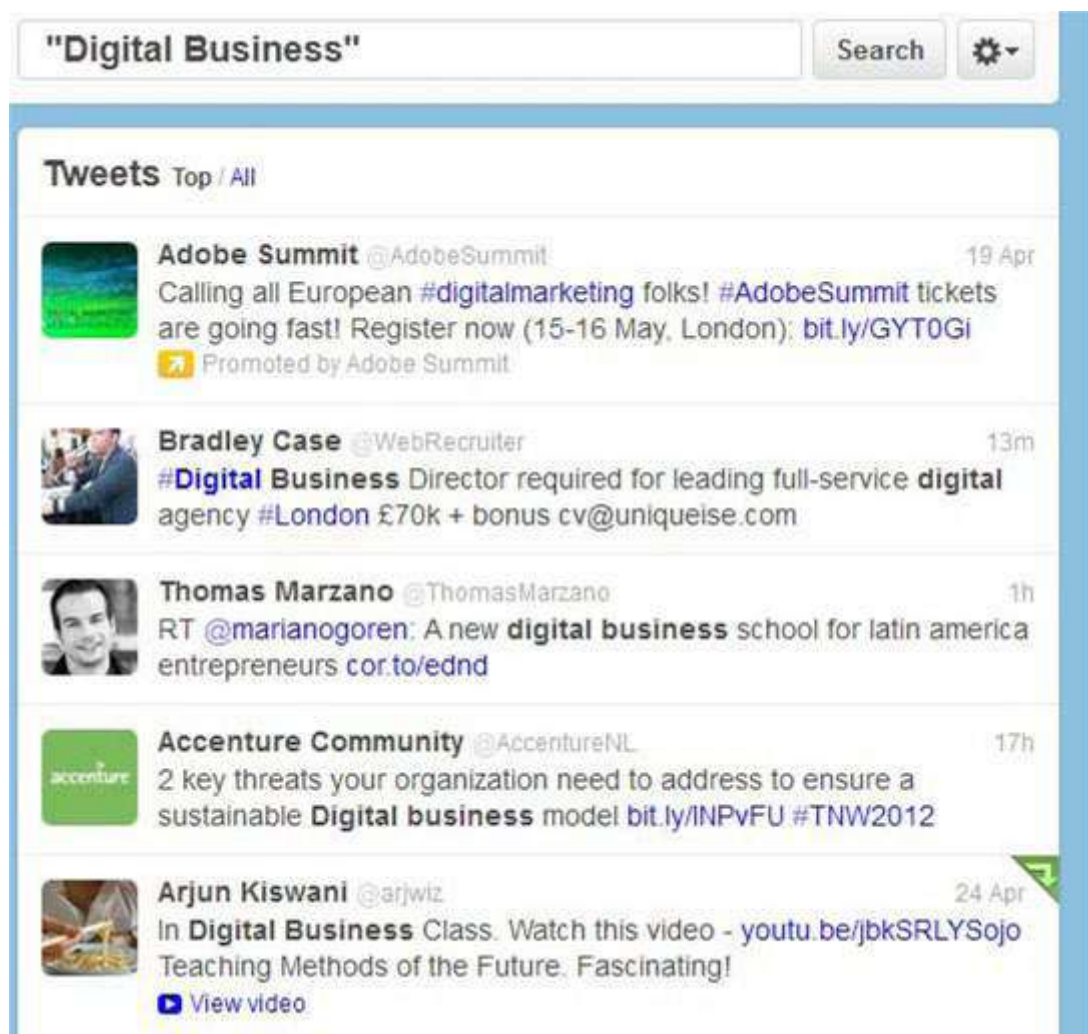 "Digital Business"
Search
Tweets Top / All
Adobe Summit @AdobeSummit 19 Apr
Calling all European #digitalmarketing folks! #AdobeSummit tickets
are going fast! Register now (15-16 May, London): bit.ly/GYT0Gi
Promoted by Adobe Summit
Bradley Case @WebRecruiter 13m
#Digital Business Director required for leading full-service digital
agency #London £70k + bonus cv@uniqueise.com
Thomas Marzano @ThomasMarzano 1h
RT @marianogoren: A new digital business school for latin america
entrepreneurs cor.to/ednd
accenture
Accenture Community @AccentureNL 17h
2 key threats your organization need to address to ensure a
sustainable Digital business model bit.ly/INPvFU #TNW2012
Arjun Kiswani @arjwiz 24 Apr
In Digital Business Class. Watch this video - youtu.be/jbkSRLYSojo
Teaching Methods of the Future. Fascinating!
View video